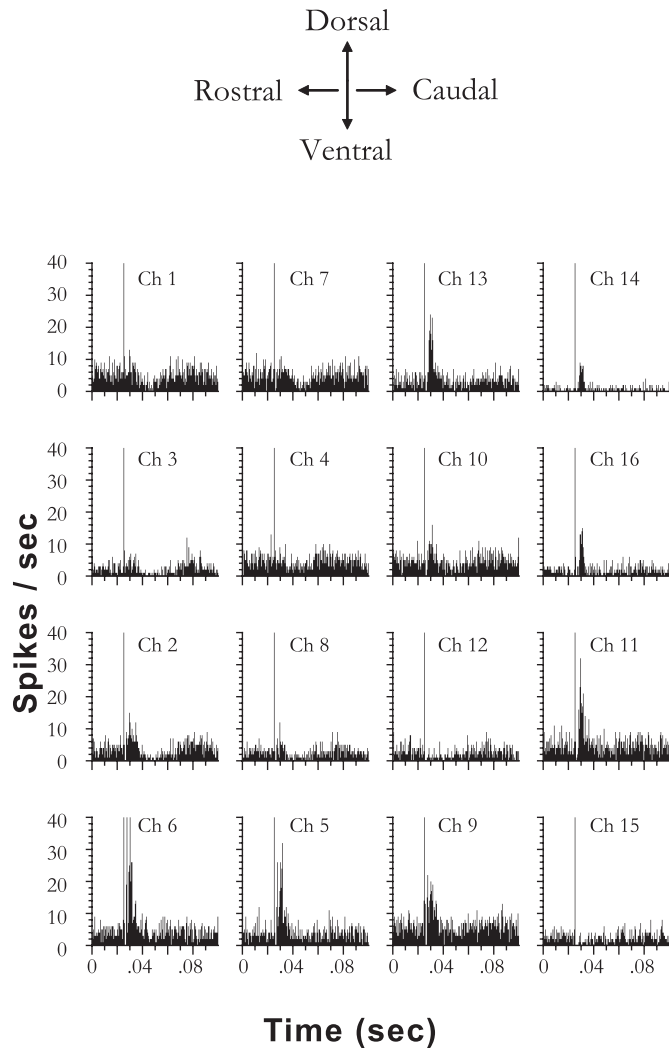 Dorsal
Rostral Caudal
Ventral
40 Ch 1 Ch 7 Ch 13 Ch 14
30
20
10
0
40 Ch 3 Ch 4 Ch 10 Ch 16
30
20
10
0
40 Ch 2 Ch 8 Ch 12 Ch 11
30
20
10
0
40 Ch 6 Ch 5 Ch 9 Ch 15
30
20
10
0
Spikes / sec
0 .04 .08 0 .04 .08 0 .04 .08 0 .04 .08
Time (sec)